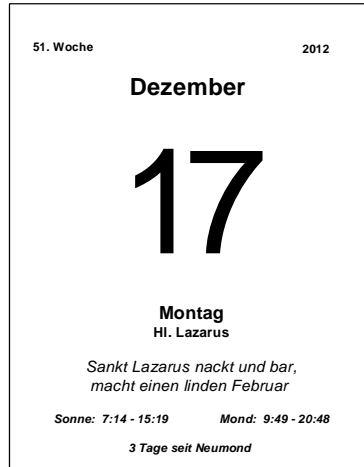 51. Woche 2012
Dezember
17
Montag
Hl. Lazarus
Sankt Lazarus nackt und bar,
macht einen linden Februar
Sonne: 7:14 - 15:19 Mond: 9:49 - 20:48
3 Tage seit Neumond